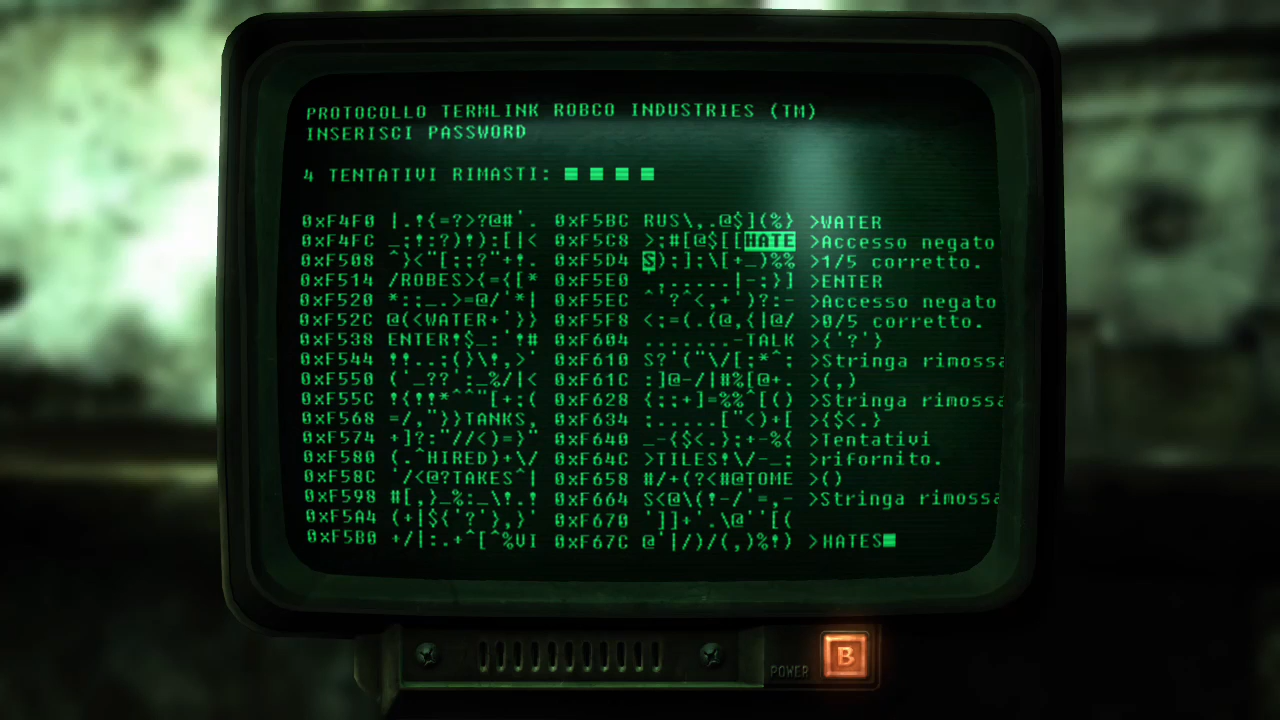 PROTOCOLLO TERMLINK ROBCO INDUSTRIES (TM)
INSERISCI PASSWORD
4 TENTATIVI RIMASTI: ■ ■ ■ ■
0xF4F0 |.!{=?>?@#'. 0xF5BC RUS\,.@$](%} >WATER
0xF4FC _;!:?)!):[|< 0xF5C8 >;#[@$[[HATE >Accesso negato
0xF508 ^}<"[:;?"+!. 0xF5D4 S):]:\[+_)%% >1/5 corretto.
0xF514 /ROBES>{={[* 0xF5E0 ',......|-;}] >ENTER
0xF520 *:;_.>=@/'*| 0xF5EC ^'?^<,+')?:- >Accesso negato
0xF52C @(<WATER+'}} 0xF5F8 <;=(.(@,{|@/ >0/5 corretto.
0xF538 ENTER!$_:'!# 0xF604 .......-TALK >{'?'}
0xF544 !!..;(}\!,>' 0xF610 S?'("\/[;*^; >Stringa rimossa
0xF550 ('_??':_%/|< 0xF61C :]@-/|#%[@+. >(,)
0xF55C !{!!*^^"[+:( 0xF628 {:;+]=%%^[() >Stringa rimossa
0xF568 =/,"}}TANKS, 0xF634 ;.....["<)+[ >{$<.}
0xF574 +]?:"//<)=}" 0xF640 _-{$<.};+-%{ >Tentativi
0xF580 (.^HIRED)+\/ 0xF64C >TILES!\/-_; >rifornito.
0xF58C '/<@?TAKES^| 0xF658 #/+(?<#@TOME >()
0xF598 #[,}_%:_\!.! 0xF664 S<@\(!-/'=,- >Stringa rimossa
0xF5A4 (+|${'?'},}' 0xF670 ']]+'.\@''[(
0xF5B0 +/|:.+^[^%VI 0xF67C @'|/)/(,)%!) >HATES■
POWER
B